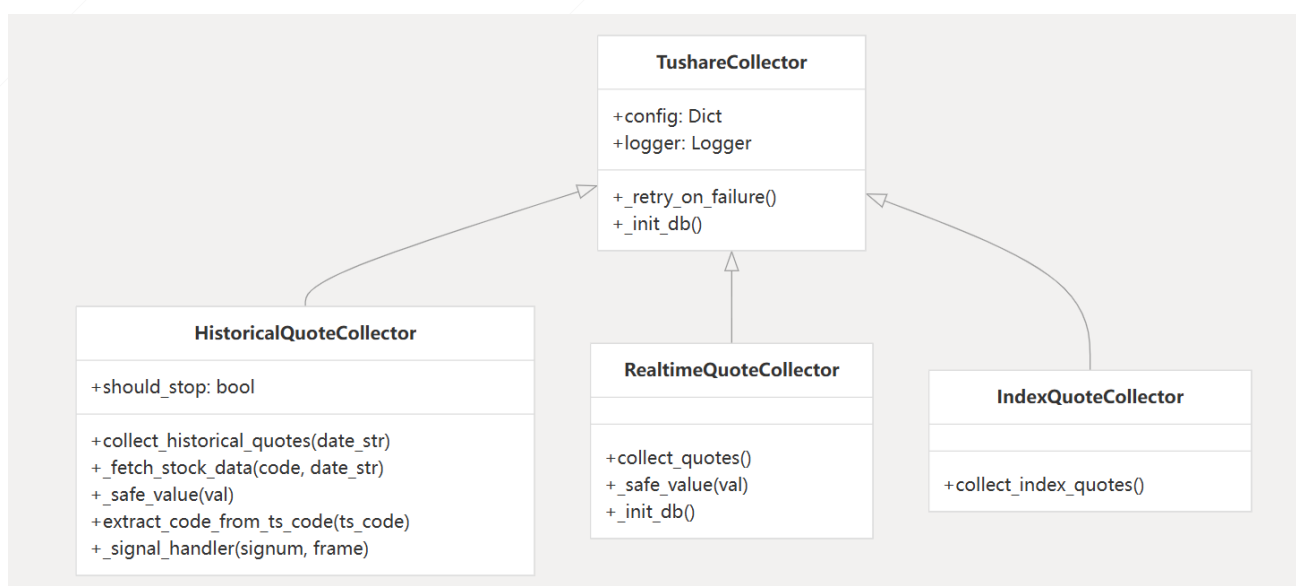 TushareCollector
+config: Dict
+logger: Logger
+_retry_on_failure()
+_init_db()
HistoricalQuoteCollector
+should_stop: bool
+collect_historical_quotes(date_str)
+_fetch_stock_data(code, date_str)
+_safe_value(val)
+extract_code_from_ts_code(ts_code)
+_signal_handler(signum, frame)
RealtimeQuoteCollector
+collect_quotes()
+_safe_value(val)
+_init_db()
IndexQuoteCollector
+collect_index_quotes()